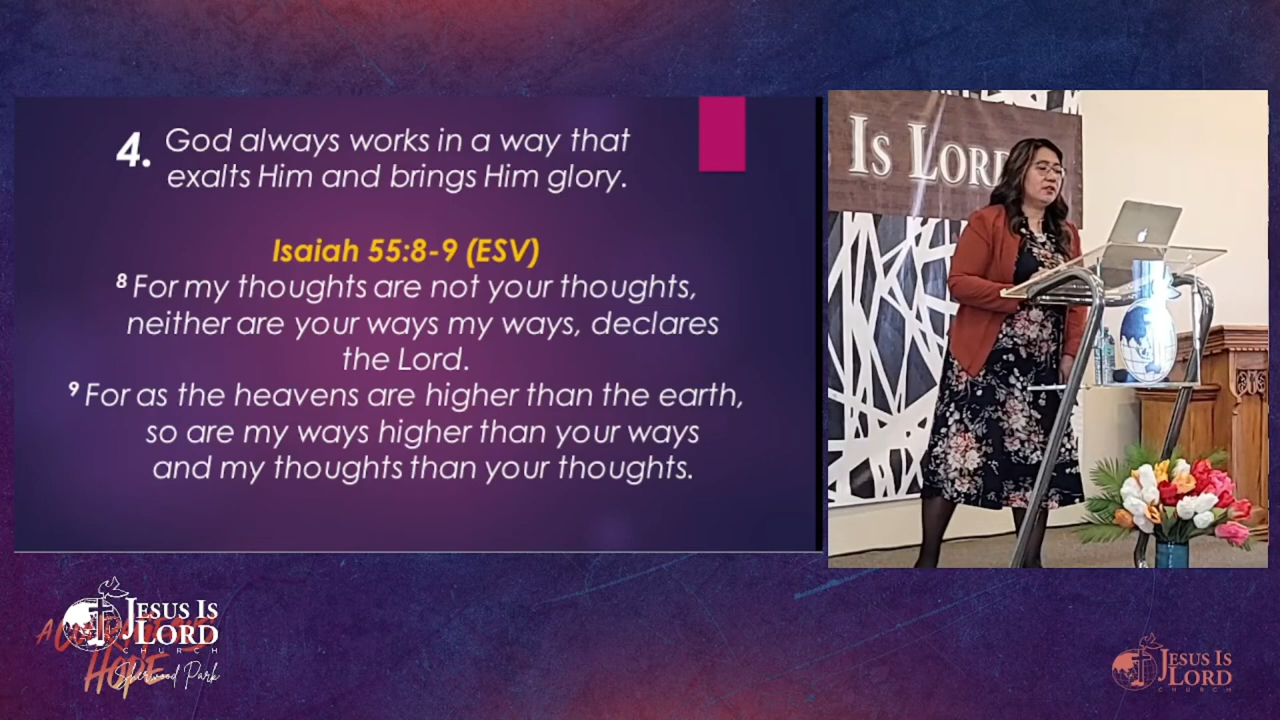 4. God always works in a way that
exalts Him and brings Him glory.
Isaiah 55:8-9 (ESV)
8 For my thoughts are not your thoughts,
neither are your ways my ways, declares
the Lord.
9 For as the heavens are higher than the earth,
so are my ways higher than your ways
and my thoughts than your thoughts.
IS LORD
JESUS IS
LORD
CHURCH
HOPE
Sherwood Park
JESUS IS
LORD
CHURCH